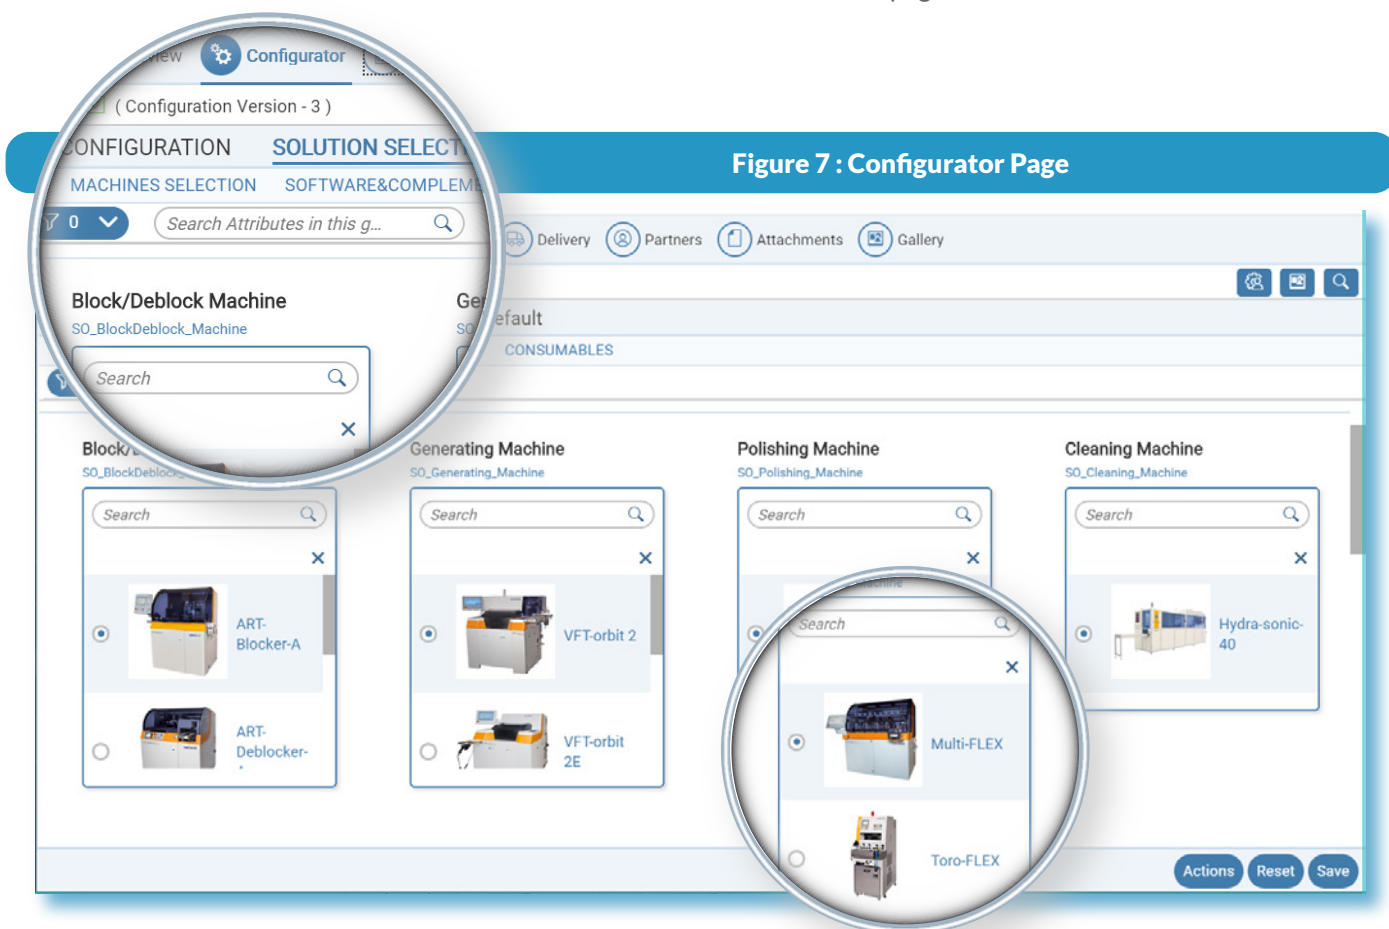 Configurator
( Configuration Version - 3 )
CONFIGURATION SOLUTION SELECT
MACHINES SELECTION SOFTWARE&COMPLEME
0 Search Attributes in this g...
Figure 7 : Configurator Page
Delivery Partners Attachments Gallery
efault
CONSUMABLES
Block/Deblock Machine
SO_BlockDeblock_Machine
Search
Block/
SO_BlockDeblock
Search
ART-
Blocker-A
ART-
Deblocker-
Generating Machine
SO_Generating_Machine
Search
VFT-orbit 2
VFT-orbit
2E
Polishing Machine
SO_Polishing_Machine
Search
Search
Multi-FLEX
Toro-FLEX
Cleaning Machine
SO_Cleaning_Machine
Search
Hydra-sonic-
40
Actions Reset Save